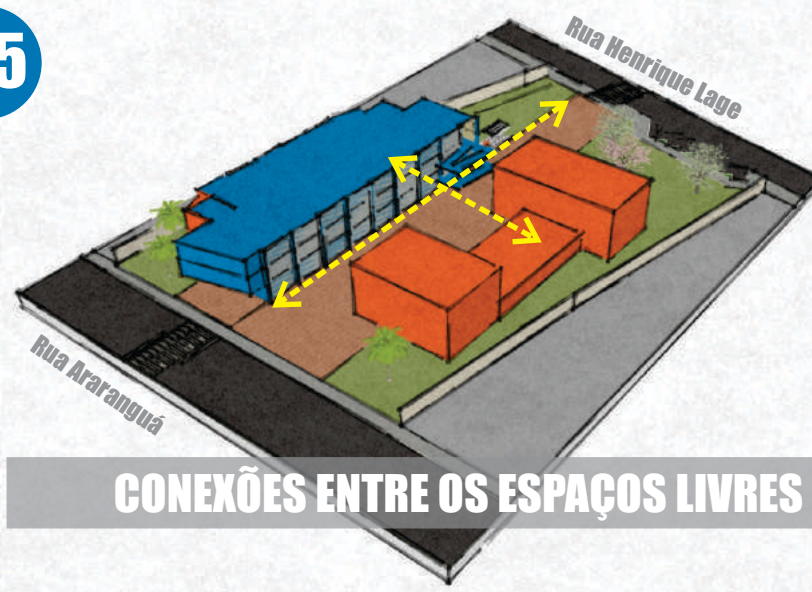 5
Rua Henrique Lage
Rua Araranguá
CONEXÕES ENTRE OS ESPAÇOS LIVRES